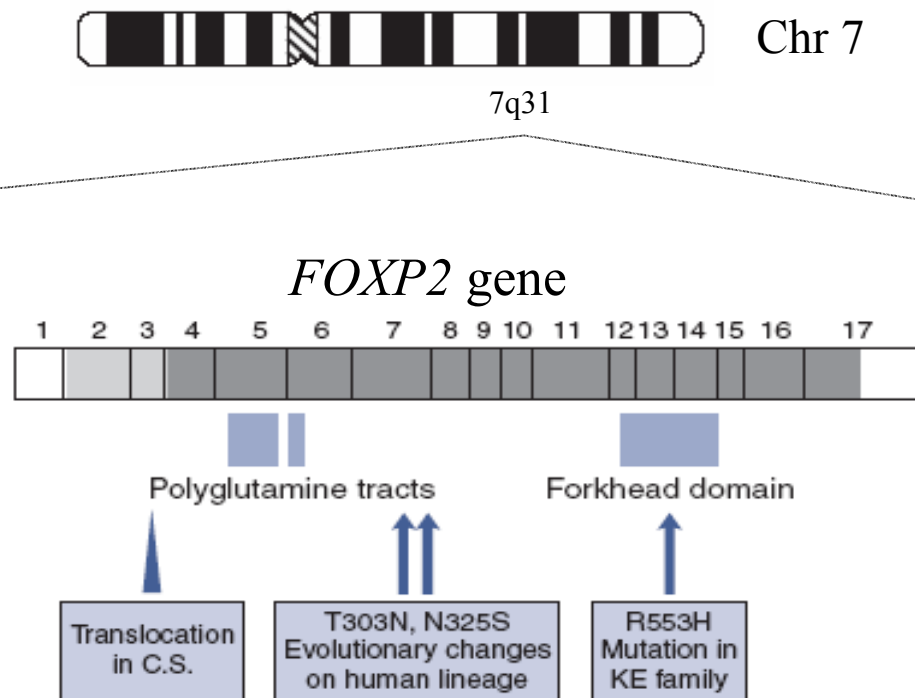 Chr 7
7q31
FOXP2 gene
1 2 3 4 5 6 7 8 9 10 11 12 13 14 15 16 17
Polyglutamine tracts
Forkhead domain
Translocation
in C.S.
T303N, N325S
Evolutionary changes
on human lineage
R553H
Mutation in
KE family